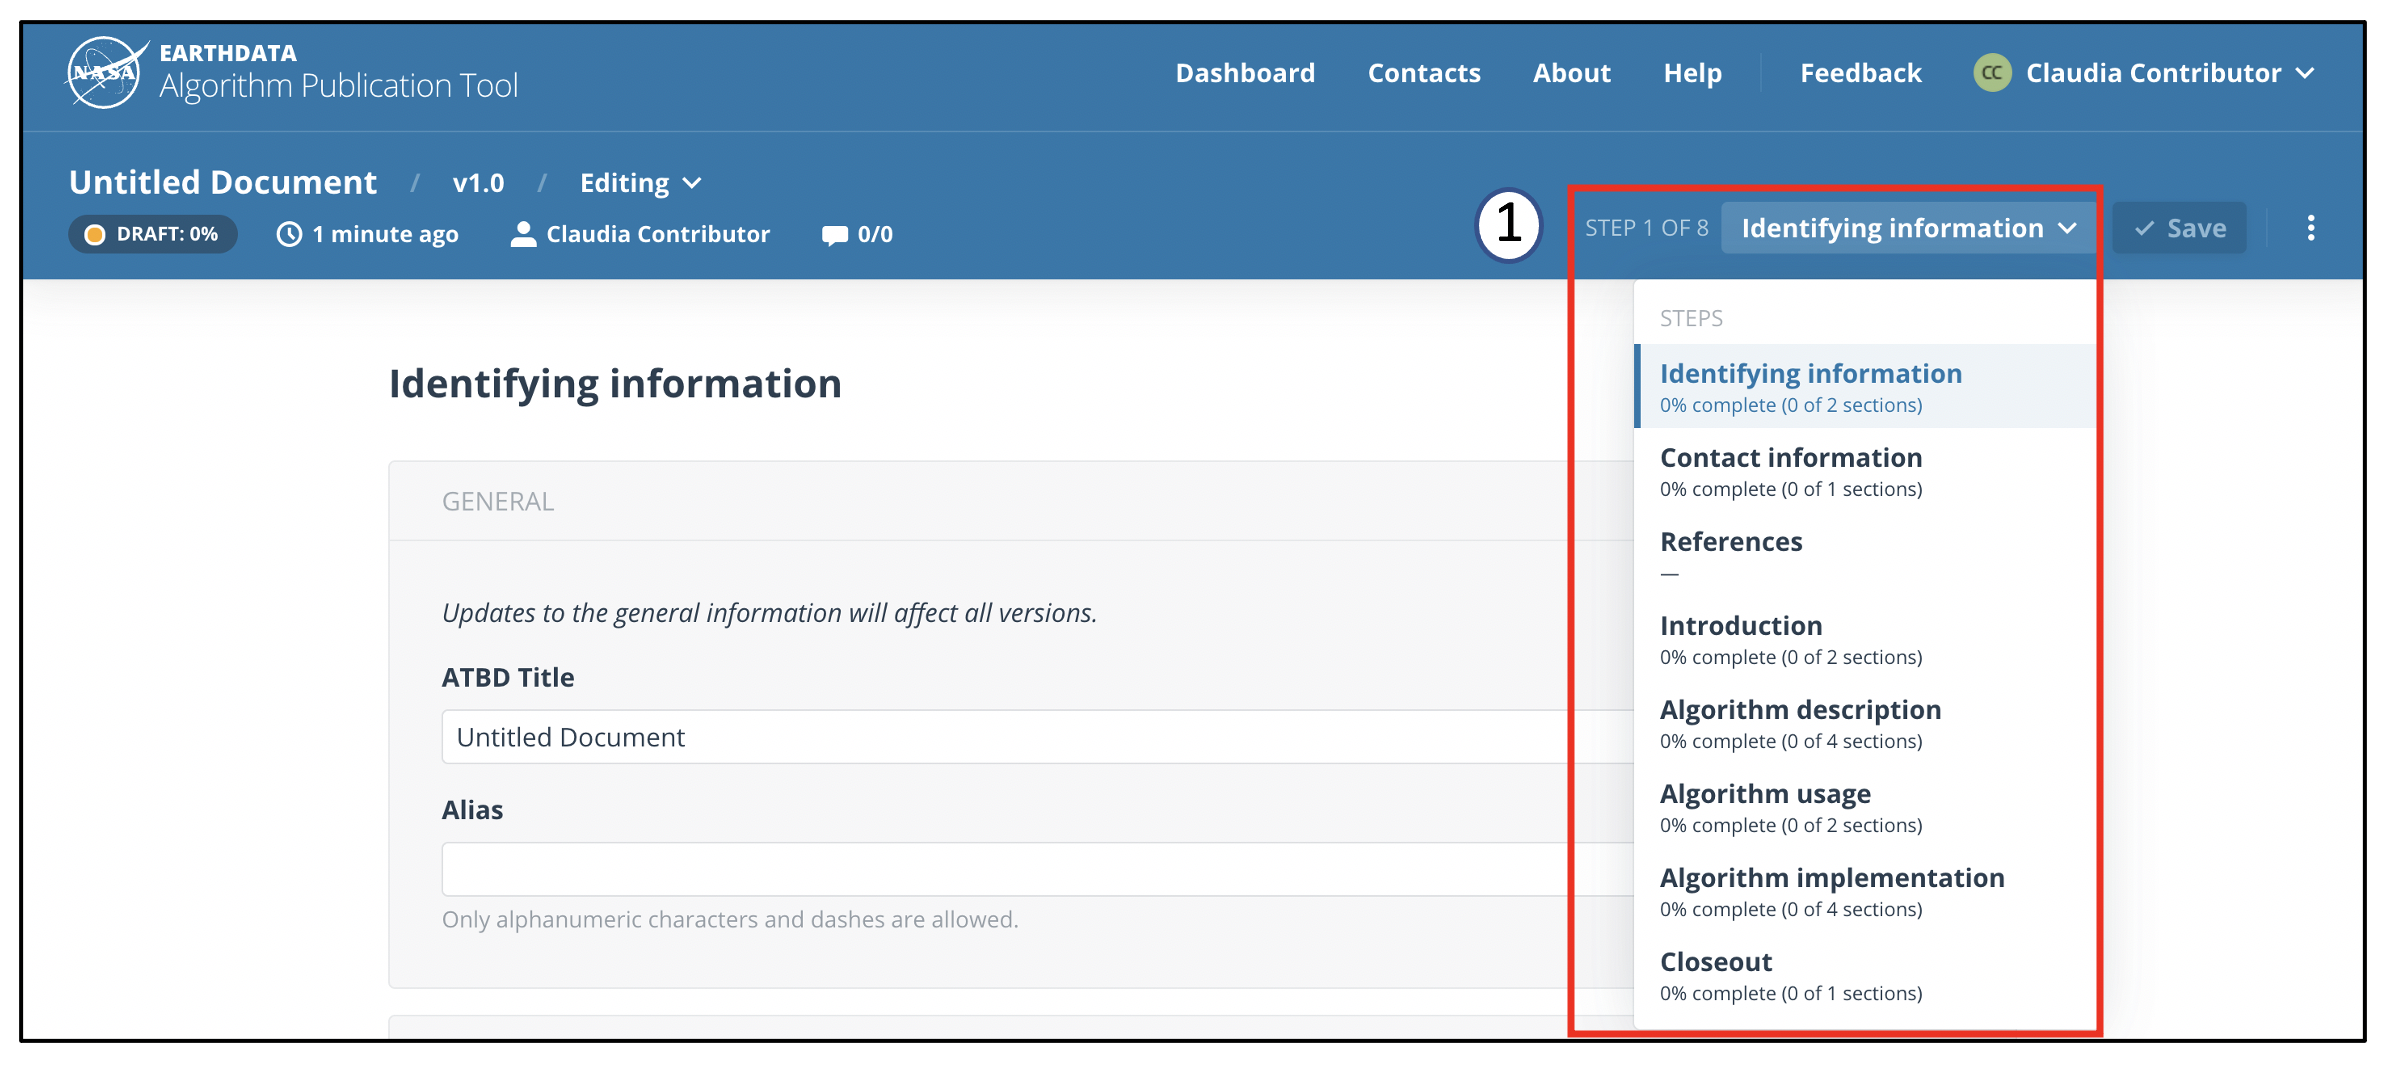 NASA
EARTHDATA
Algorithm Publication Tool
Dashboard
Contacts
About
Help
Feedback
CC
Claudia Contributor
Untitled Document / v1.0 / Editing
DRAFT: 0%
1 minute ago
Claudia Contributor
0/0
1
STEP 1 OF 8
Identifying information
Save
Identifying information
GENERAL
Updates to the general information will affect all versions.
ATBD Title
Untitled Document
Alias
Only alphanumeric characters and dashes are allowed.
STEPS
Identifying information
0% complete (0 of 2 sections)
Contact information
0% complete (0 of 1 sections)
References
—
Introduction
0% complete (0 of 2 sections)
Algorithm description
0% complete (0 of 4 sections)
Algorithm usage
0% complete (0 of 2 sections)
Algorithm implementation
0% complete (0 of 4 sections)
Closeout
0% complete (0 of 1 sections)